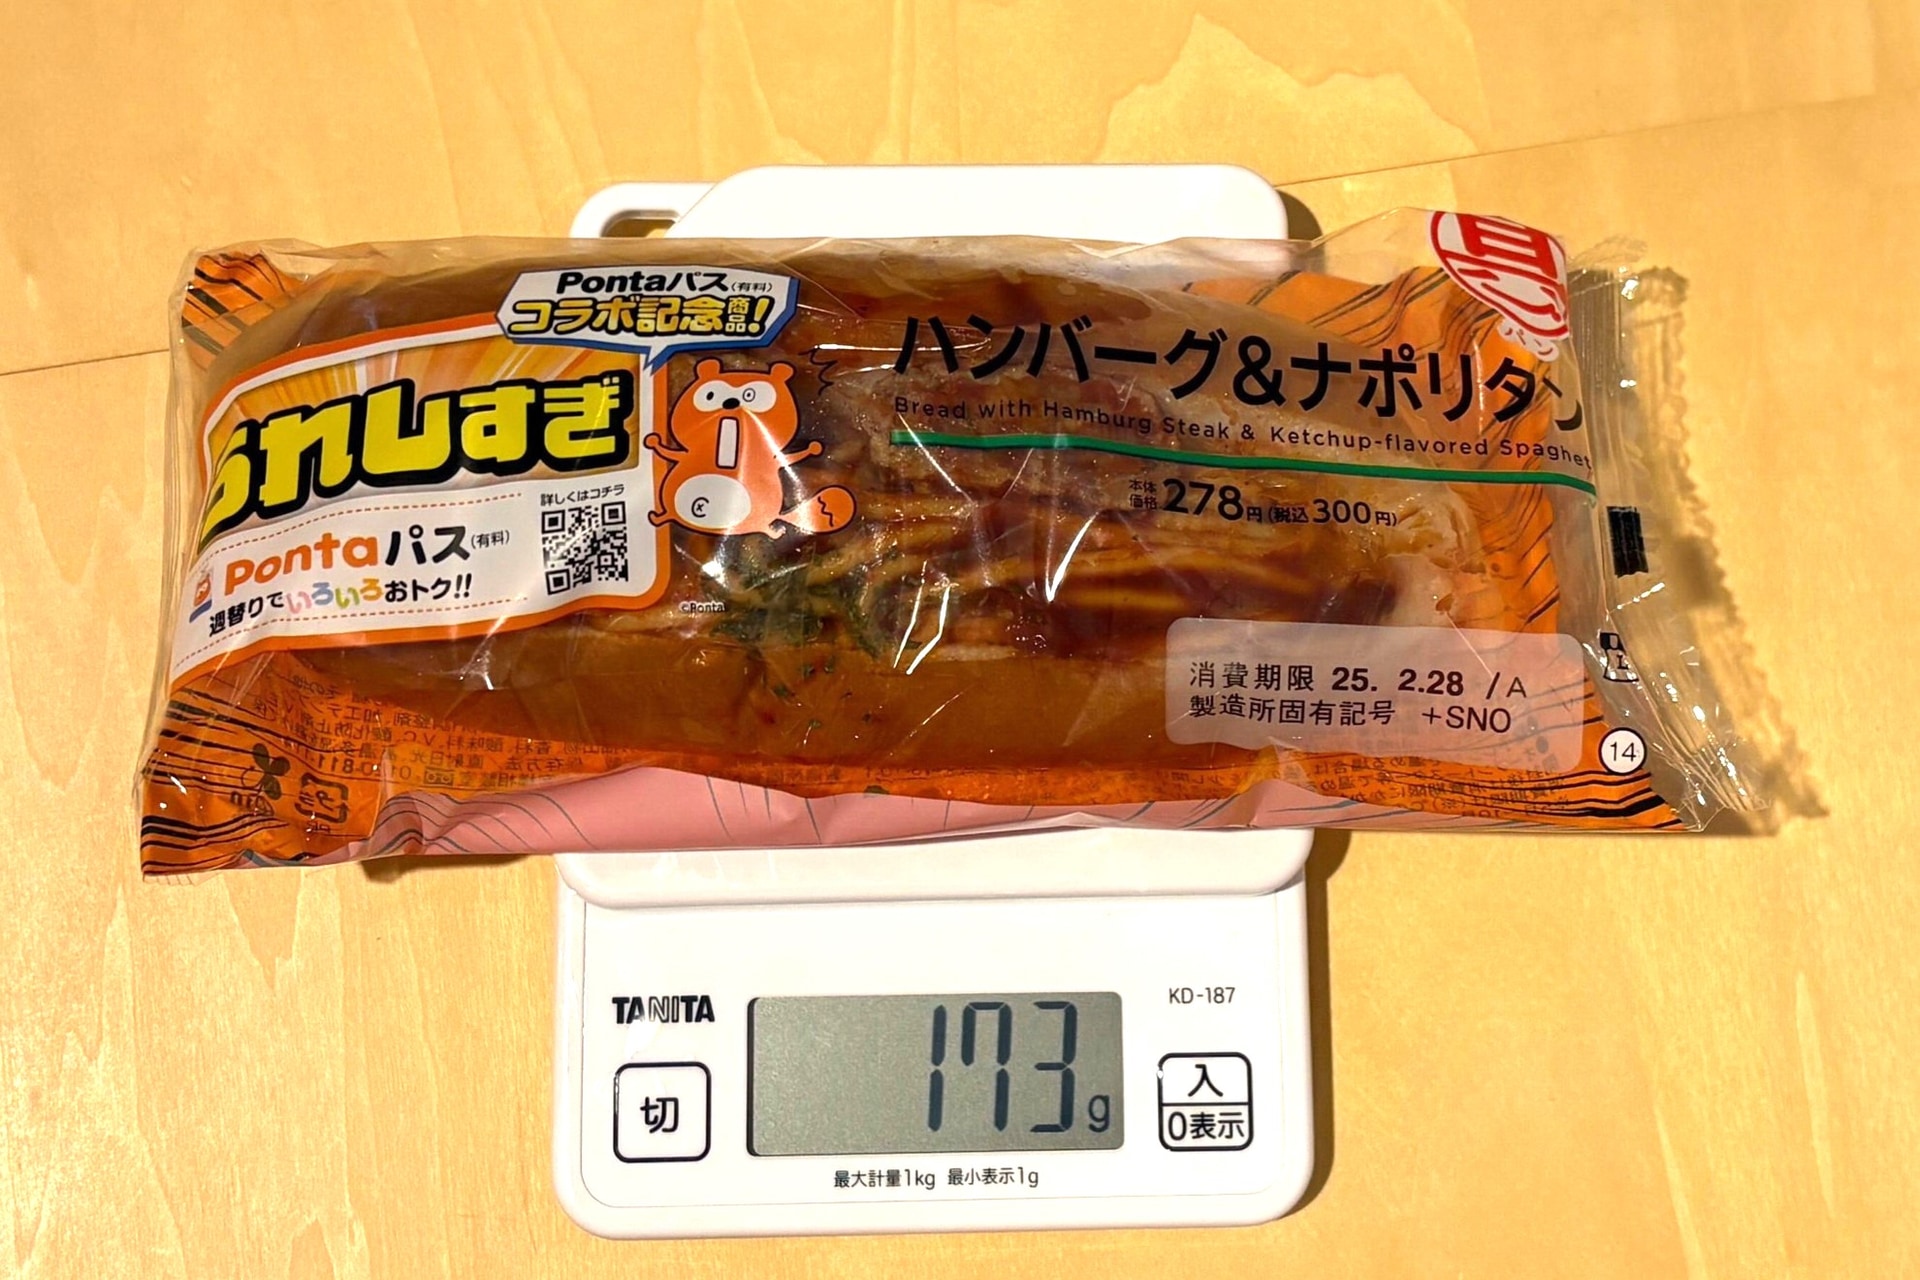 Pontaパス(有料)
コラボ記念商品!
うれしすぎ
詳しくはコチラ
Pontaパス(有料)
週替りでいろいろおトク!!
©Ponta
旨
パン
ハンバーグ&ナポリタン
Bread with Hamburg Steak & Ketchup-flavored Spaghet
本体価格278円(税込300円)
消費期限 25. 2.28 /A
製造所固有記号 +SNO
14
TANITA
KD-187
173g
切
入
0表示
最大計量1kg 最小表示1g